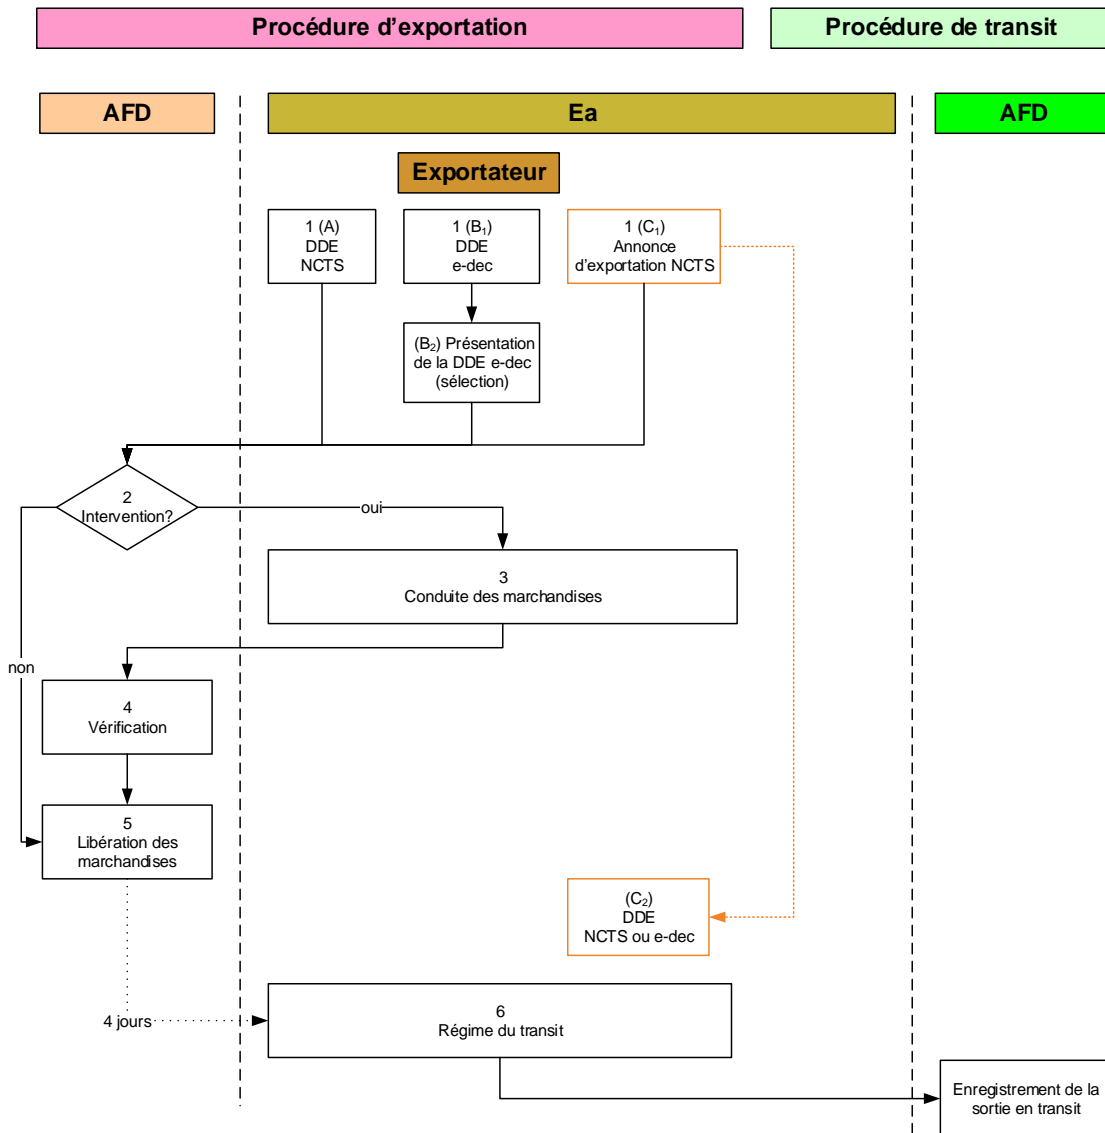 Procédure d'exportation
Procédure de transit
AFD
Ea
AFD
Exportateur
1 (A)
DDE
NCTS
1 (B₁)
DDE
e-dec
1 (C₁)
Annonce
d'exportation NCTS
(B₂) Présentation
de la DDE e-dec
(sélection)
2
Intervention?
oui
3
Conduite des marchandises
non
4
Vérification
5
Libération des
marchandises
(C₂)
DDE
NCTS ou e-dec
4 jours
6
Régime du transit
Enregistrement de la
sortie en transit